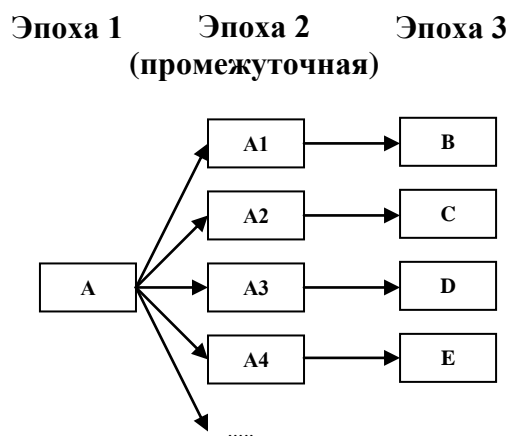 Эпоха 1 Эпоха 2 Эпоха 3
(промежуточная)
A1 B
A2 C
A A3 D
A4 E
.....